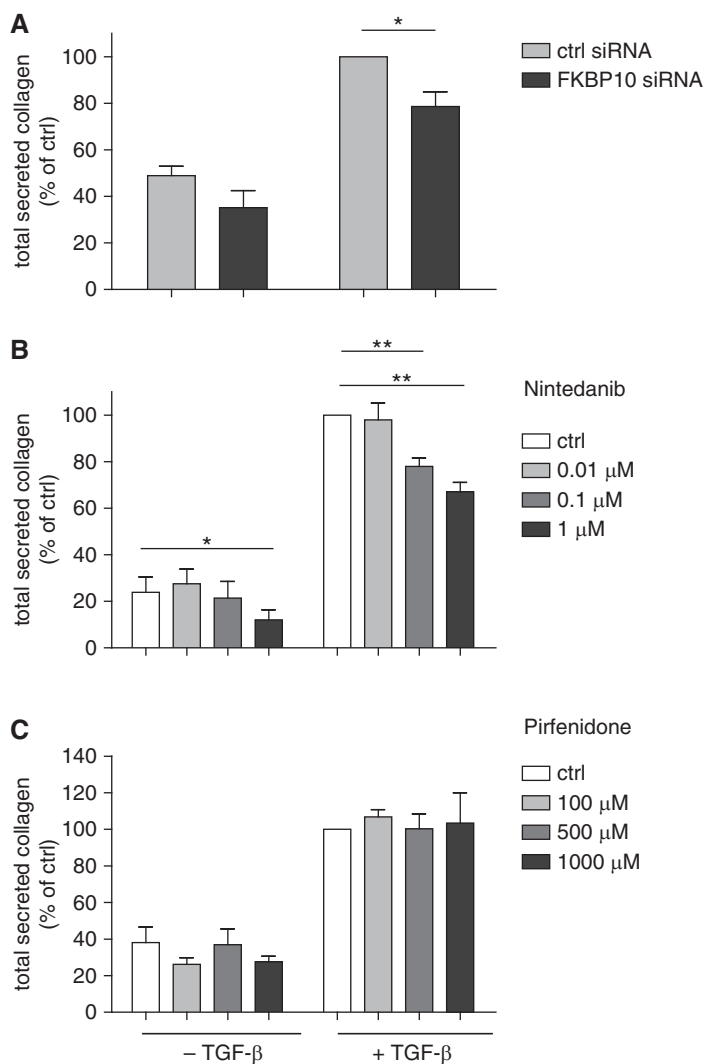 A
total secreted collagen
(% of ctrl)
100
80
60
40
20
0
*
ctrl siRNA
FKBP10 siRNA
B
total secreted collagen
(% of ctrl)
100
80
60
40
20
0
*
**
**
Nintedanib
ctrl
0.01 μM
0.1 μM
1 μM
C
total secreted collagen
(% of ctrl)
140
120
100
80
60
40
20
0
Pirfenidone
ctrl
100 μM
500 μM
1000 μM
– TGF-β
+ TGF-β